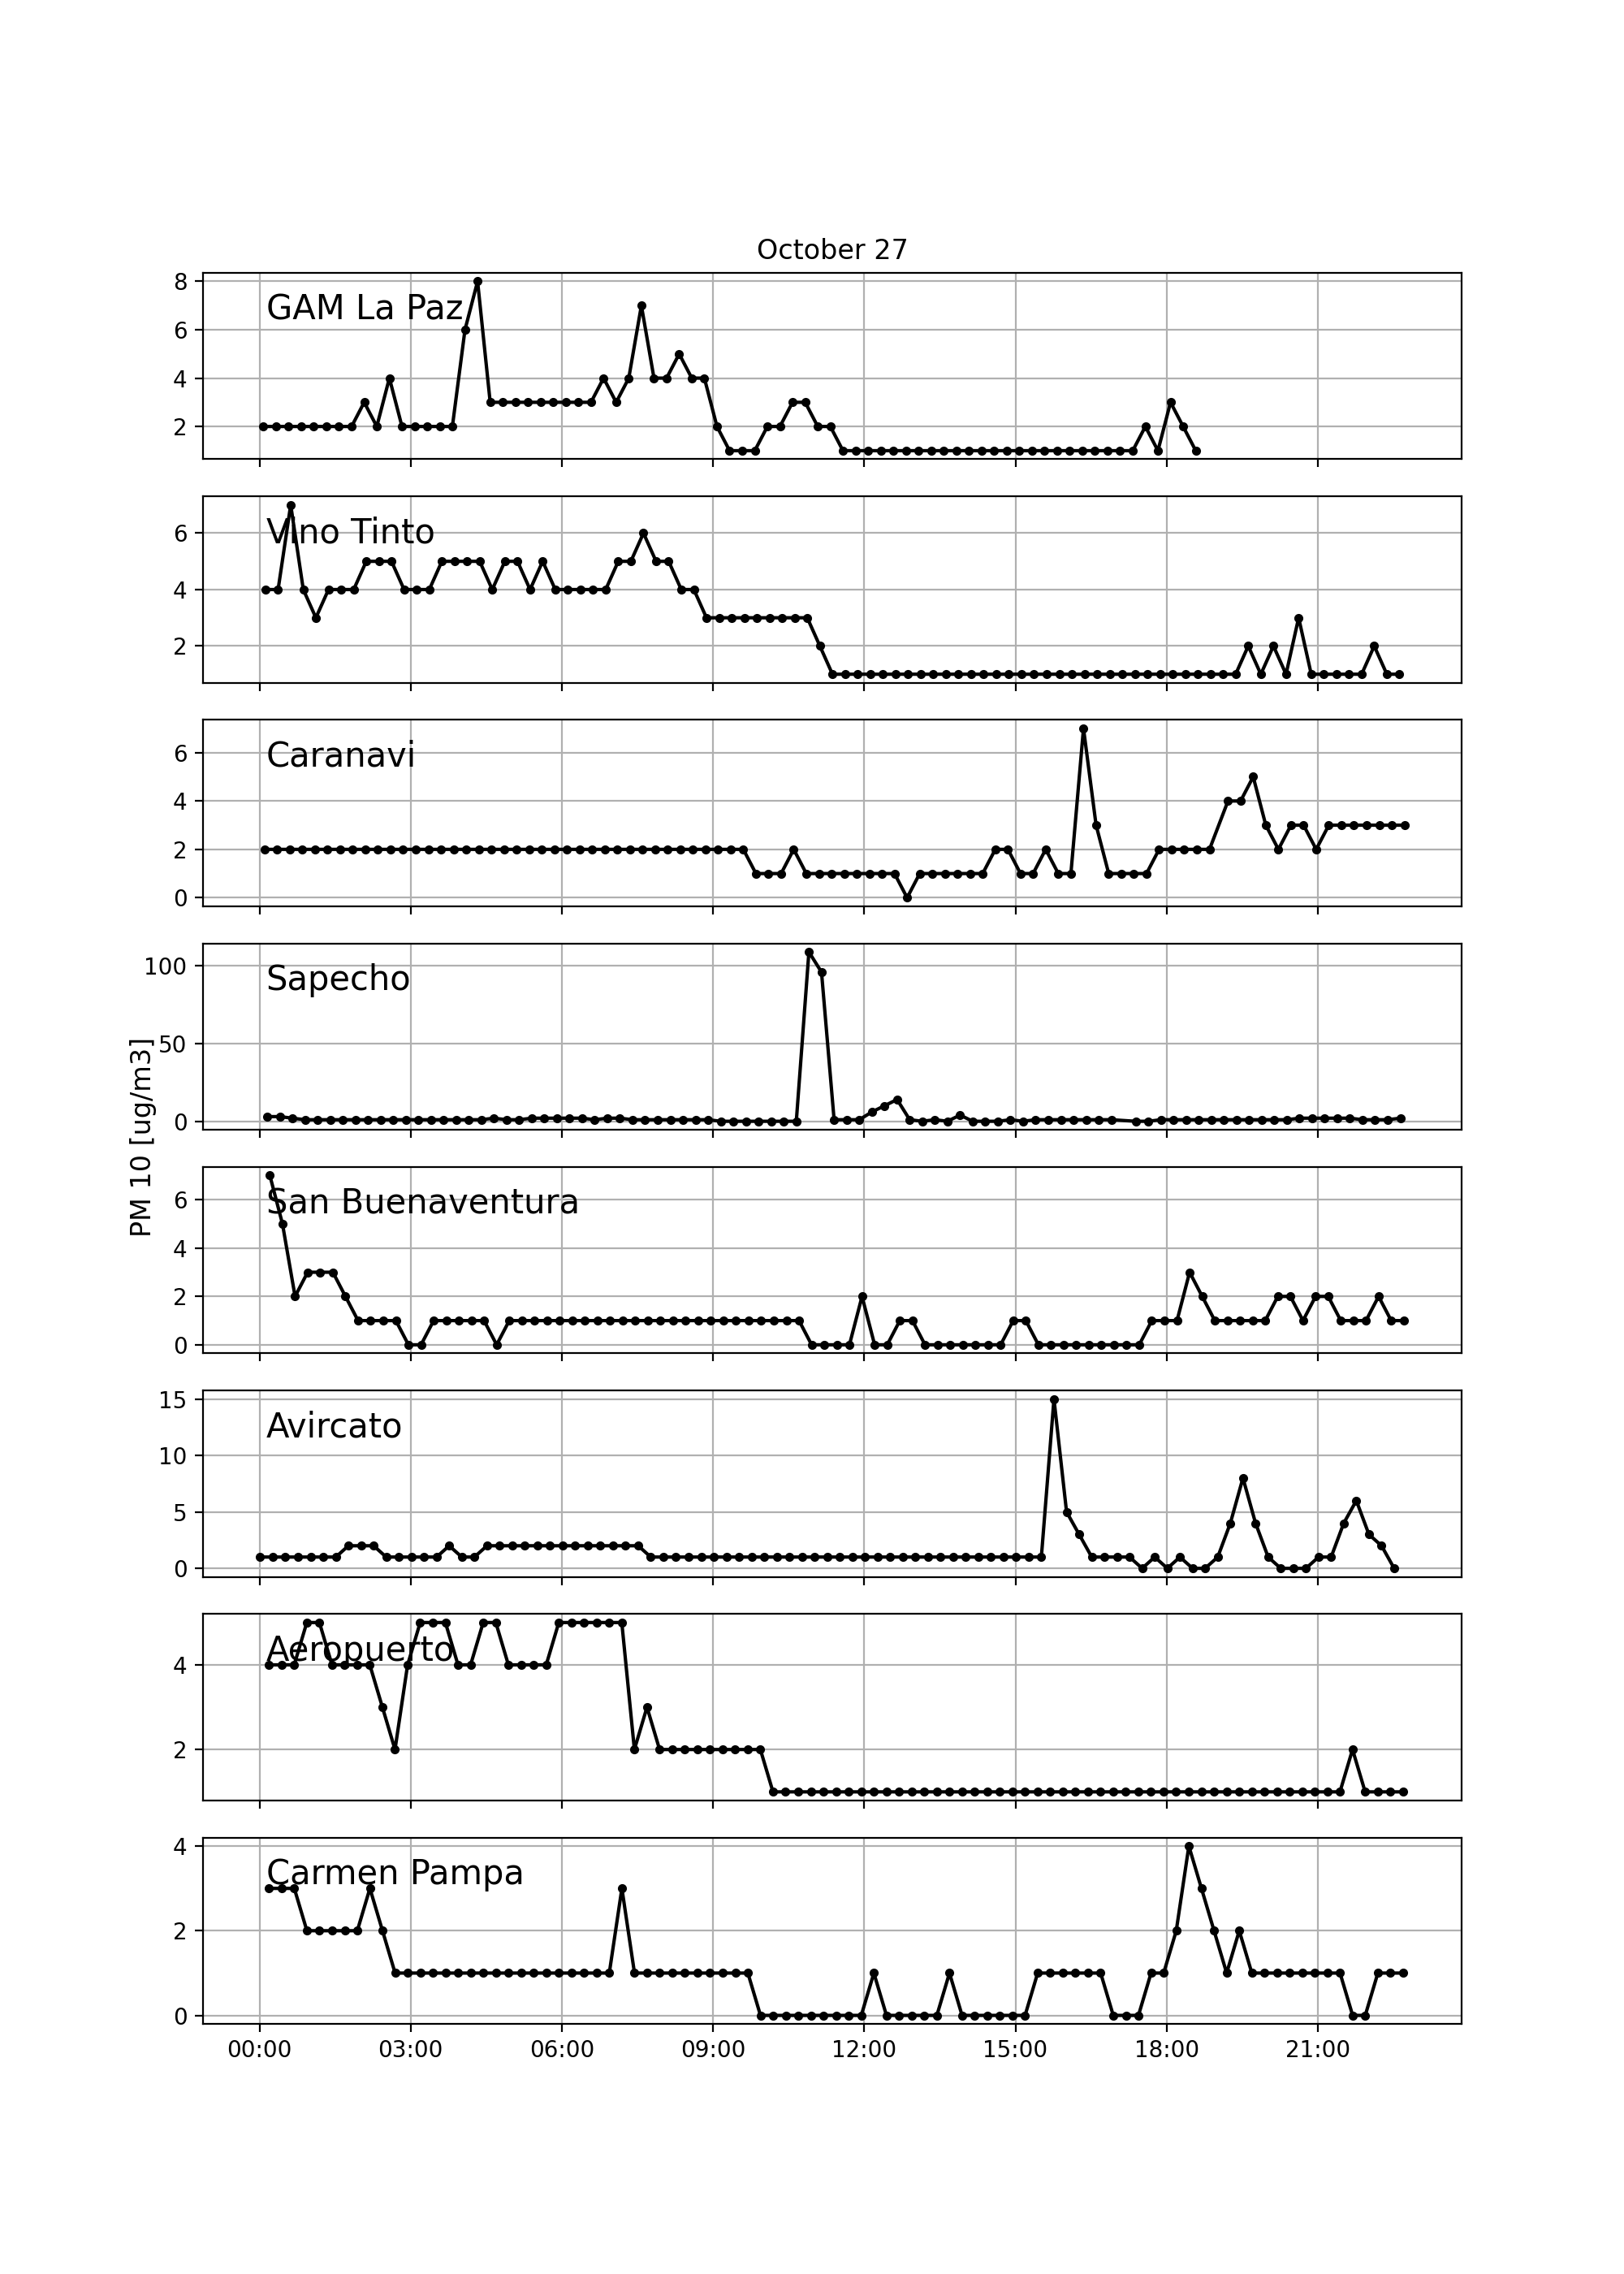 October 27
PM 10 [ug/m3]
8
GAM La Paz
6
4
2
Vino Tinto
6
4
2
Caranavi
6
4
2
0
Sapecho
100
50
0
San Buenaventura
6
4
2
0
Avircato
15
10
5
0
Aeropuerto
4
2
Carmen Pampa
4
2
0
00:00 03:00 06:00 09:00 12:00 15:00 18:00 21:00